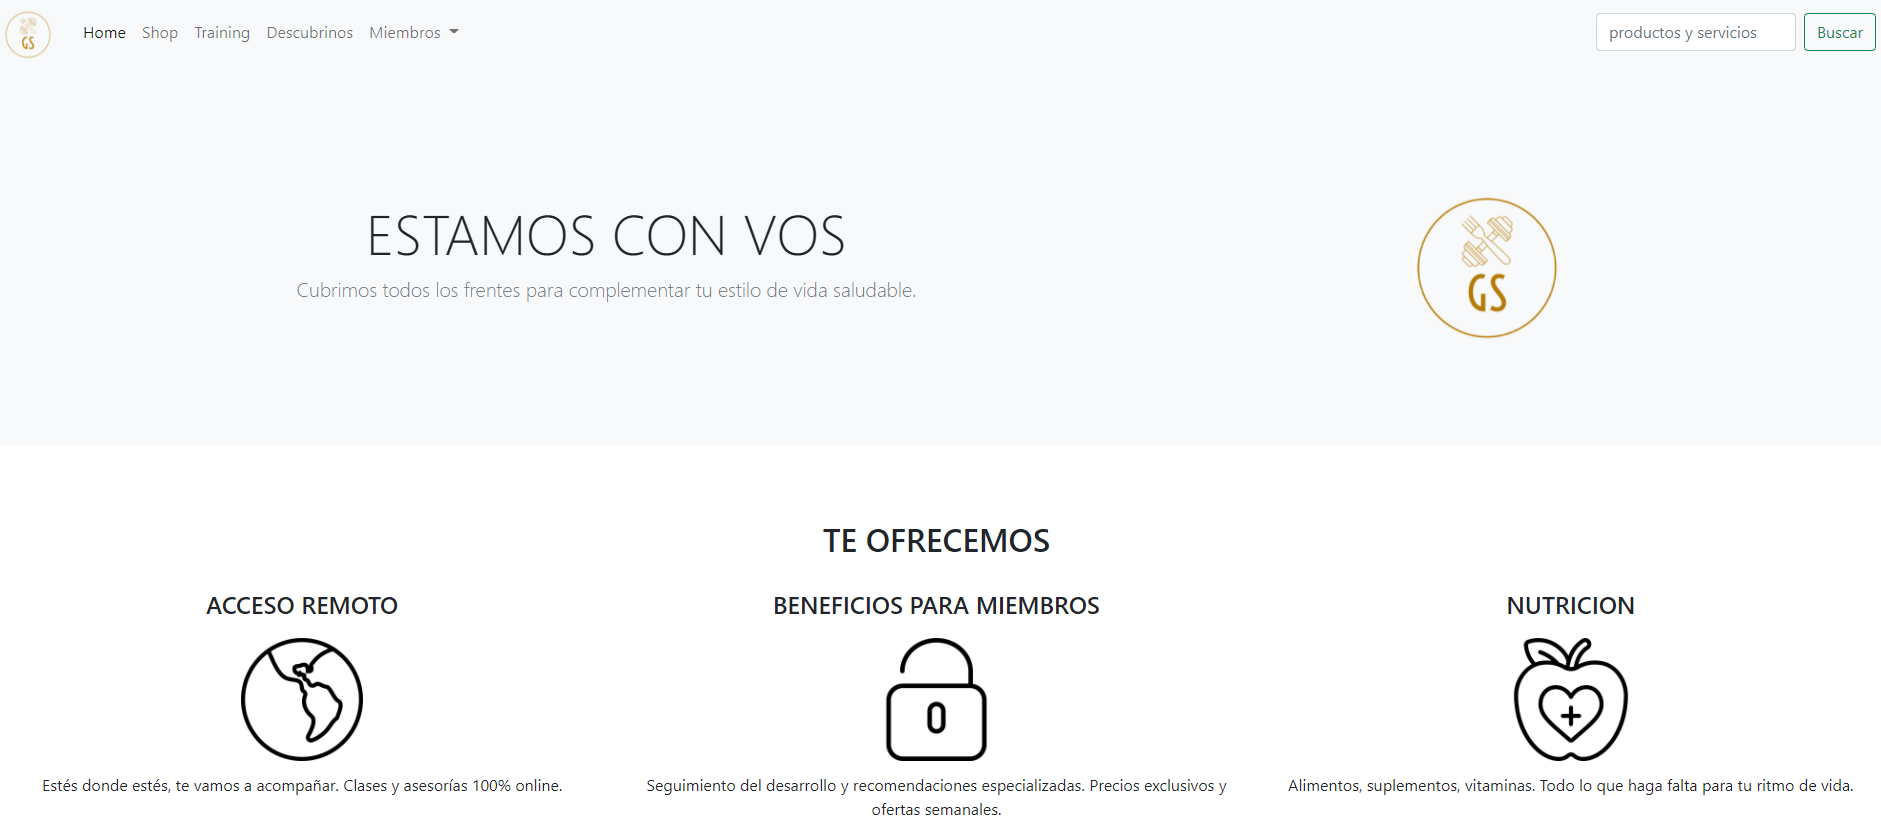 GS
Home Shop Training Descubrinos Miembros
productos y servicios Buscar
ESTAMOS CON VOS
Cubrimos todos los frentes para complementar tu estilo de vida saludable.
GS
TE OFRECEMOS
ACCESO REMOTO
Estés donde estés, te vamos a acompañar. Clases y asesorías 100% online.
BENEFICIOS PARA MIEMBROS
Seguimiento del desarrollo y recomendaciones especializadas. Precios exclusivos y
ofertas semanales.
NUTRICION
Alimentos, suplementos, vitaminas. Todo lo que haga falta para tu ritmo de vida.